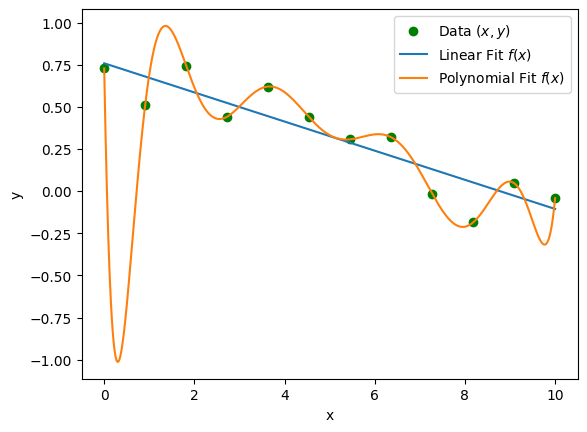 Data (x, y)
Linear Fit f(x)
Polynomial Fit f(x)
1.00
0.75
0.50
0.25
0.00
−0.25
−0.50
−0.75
−1.00
y
0 2 4 6 8 10
x